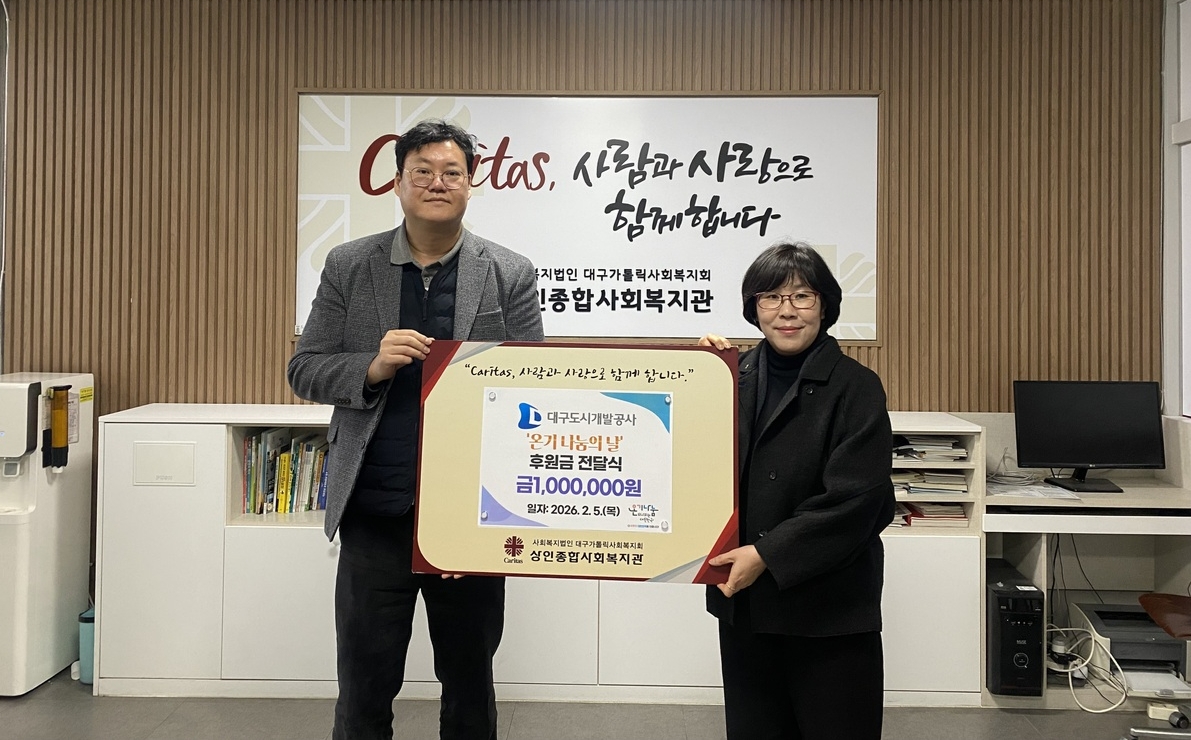 Caritas, 사람과 사랑으로
함께 합니다
복지법인 대구가톨릭사회복지회
인종합사회복지관
“Caritas, 사람과 사랑으로 함께 합니다.”
대구도시개발공사
'온기 나눔의 날'
후원금 전달식
금1,000,000원
일자: 2026. 2. 5.(목)
온기나눔
사회복지법인 대구가톨릭사회복지회
Caritas 상인종합사회복지관